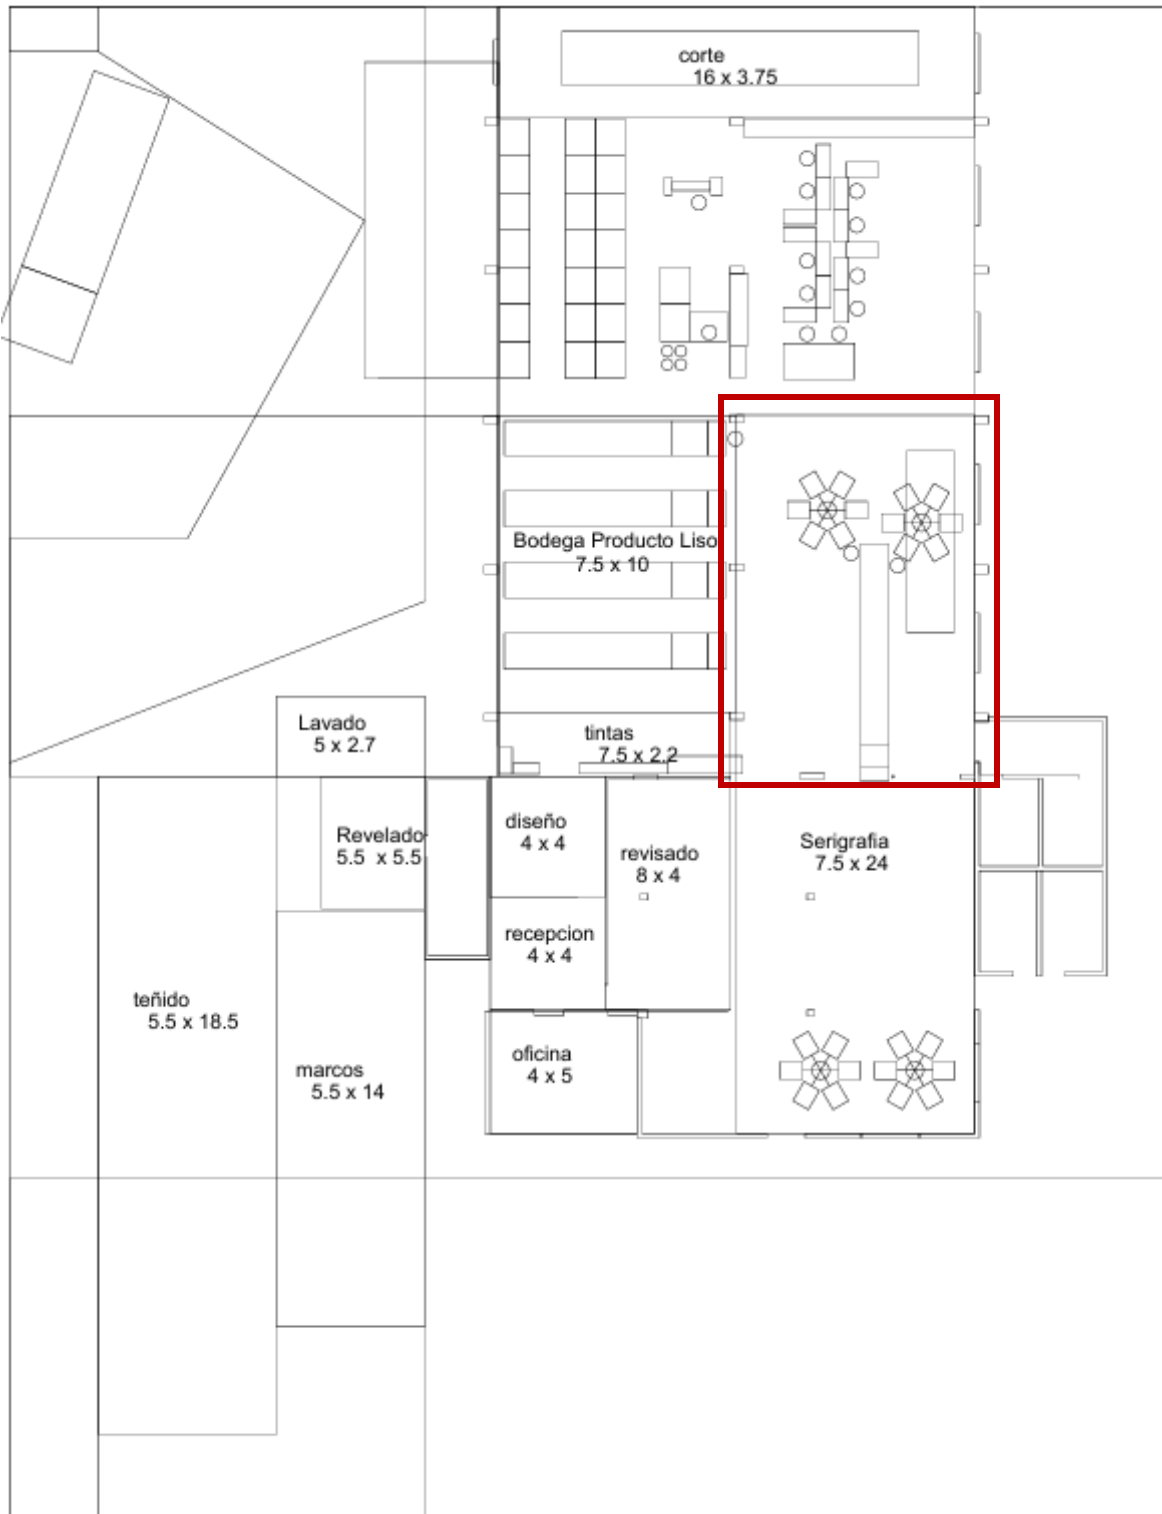 corte
16 x 3.75
Bodega Producto Liso
7.5 x 10
tintas
7.5 x 2.2
Lavado
5 x 2.7
diseño
4 x 4
Revelado
5.5 x 5.5
revisado
8 x 4
Serigrafia
7.5 x 24
recepcion
4 x 4
teñido
5.5 x 18.5
oficina
4 x 5
marcos
5.5 x 14